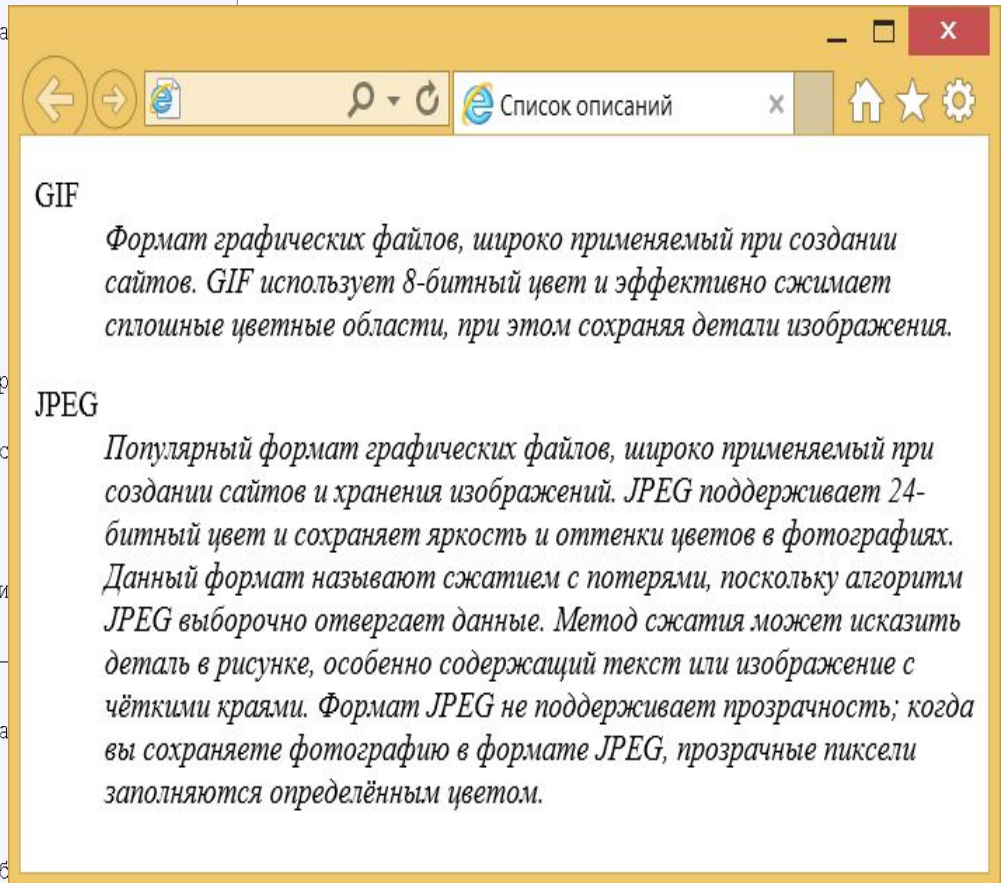 Список описаний
GIF
Формат графических файлов, широко применяемый при создании
сайтов. GIF использует 8-битный цвет и эффективно сжимает
сплошные цветные области, при этом сохраняя детали изображения.
JPEG
Популярный формат графических файлов, широко применяемый при
создании сайтов и хранения изображений. JPEG поддерживает 24-
битный цвет и сохраняет яркость и оттенки цветов в фотографиях.
Данный формат называют сжатием с потерями, поскольку алгоритм
JPEG выборочно отвергает данные. Метод сжатия может исказить
деталь в рисунке, особенно содержащий текст или изображение с
чёткими краями. Формат JPEG не поддерживает прозрачность; когда
вы сохраняете фотографию в формате JPEG, прозрачные пиксели
заполняются определённым цветом.